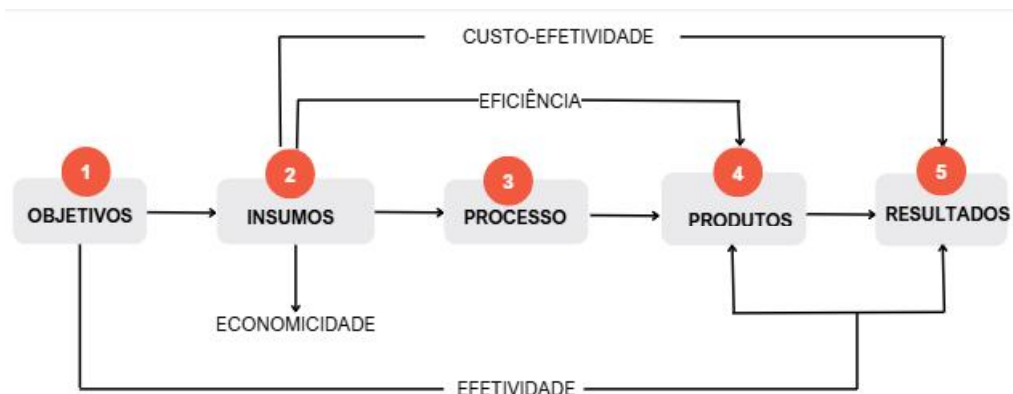 CUSTO-EFETIVIDADE
EFICIÊNCIA
1
2
3
4
5
OBJETIVOS
INSUMOS
PROCESSO
PRODUTOS
RESULTADOS
ECONOMICIDADE
EFETIVIDADE